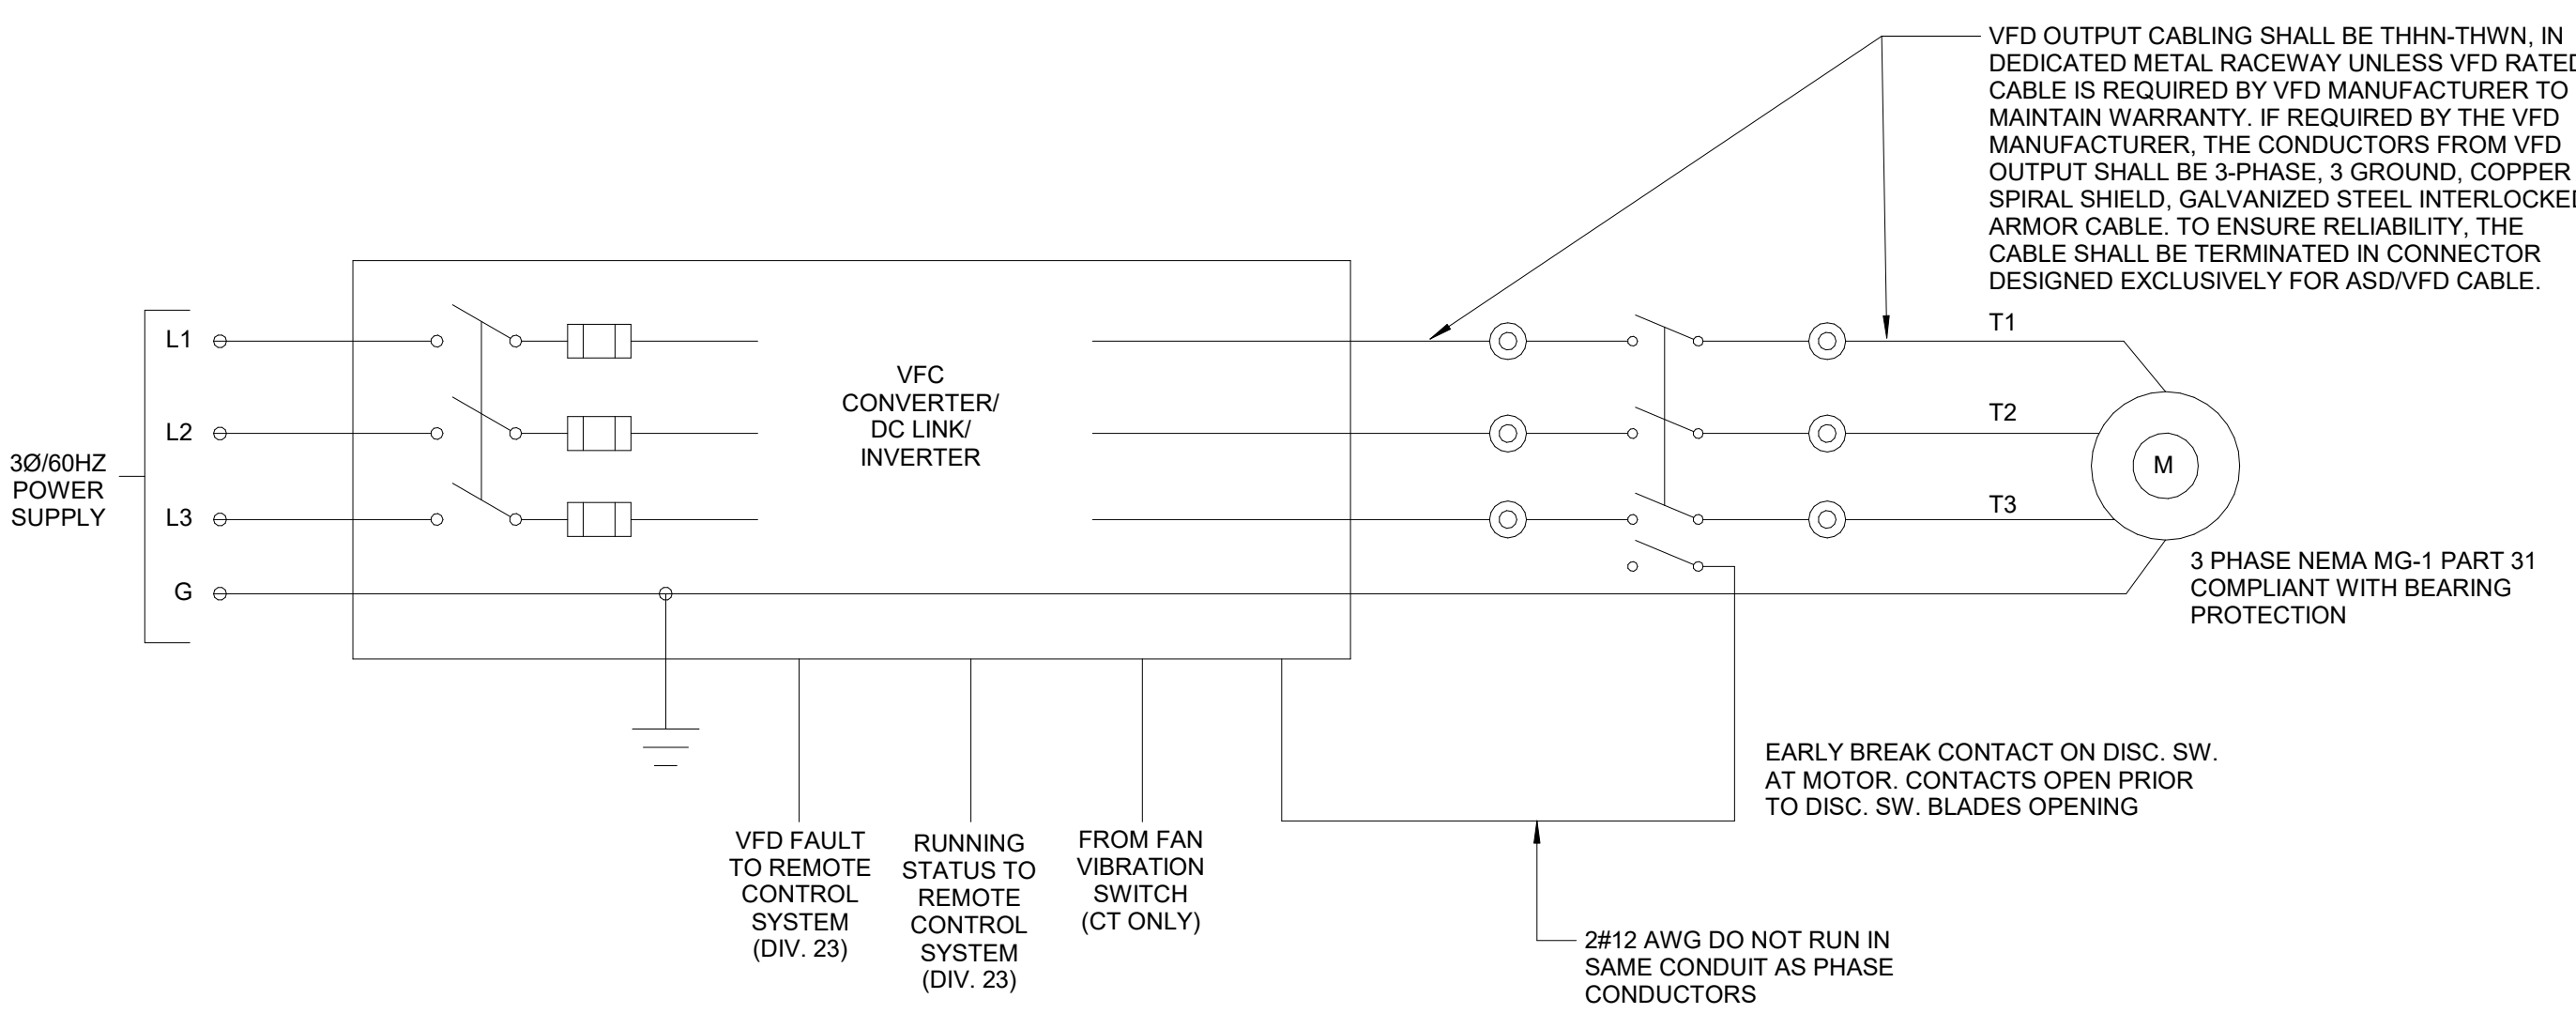 VFD OUTPUT CABLING SHALL BE THHN-THWN, IN
DEDICATED METAL RACEWAY UNLESS VFD RATED
CABLE IS REQUIRED BY VFD MANUFACTURER TO
MAINTAIN WARRANTY. IF REQUIRED BY THE VFD
MANUFACTURER, THE CONDUCTORS FROM VFD
OUTPUT SHALL BE 3-PHASE, 3 GROUND, COPPER
SPIRAL SHIELD, GALVANIZED STEEL INTERLOCKED
ARMOR CABLE. TO ENSURE RELIABILITY, THE
CABLE SHALL BE TERMINATED IN CONNECTOR
DESIGNED EXCLUSIVELY FOR ASD/VFD CABLE.
3Ø/60HZ
POWER
SUPPLY
L1
L2
L3
G
VFC
CONVERTER/
DC LINK/
INVERTER
T1
T2
T3
M
3 PHASE NEMA MG-1 PART 31
COMPLIANT WITH BEARING
PROTECTION
EARLY BREAK CONTACT ON DISC. SW.
AT MOTOR. CONTACTS OPEN PRIOR
TO DISC. SW. BLADES OPENING
VFD FAULT
TO REMOTE
CONTROL
SYSTEM
(DIV. 23)
RUNNING
STATUS TO
REMOTE
CONTROL
SYSTEM
(DIV. 23)
FROM FAN
VIBRATION
SWITCH
(CT ONLY)
2#12 AWG DO NOT RUN IN
SAME CONDUIT AS PHASE
CONDUCTORS